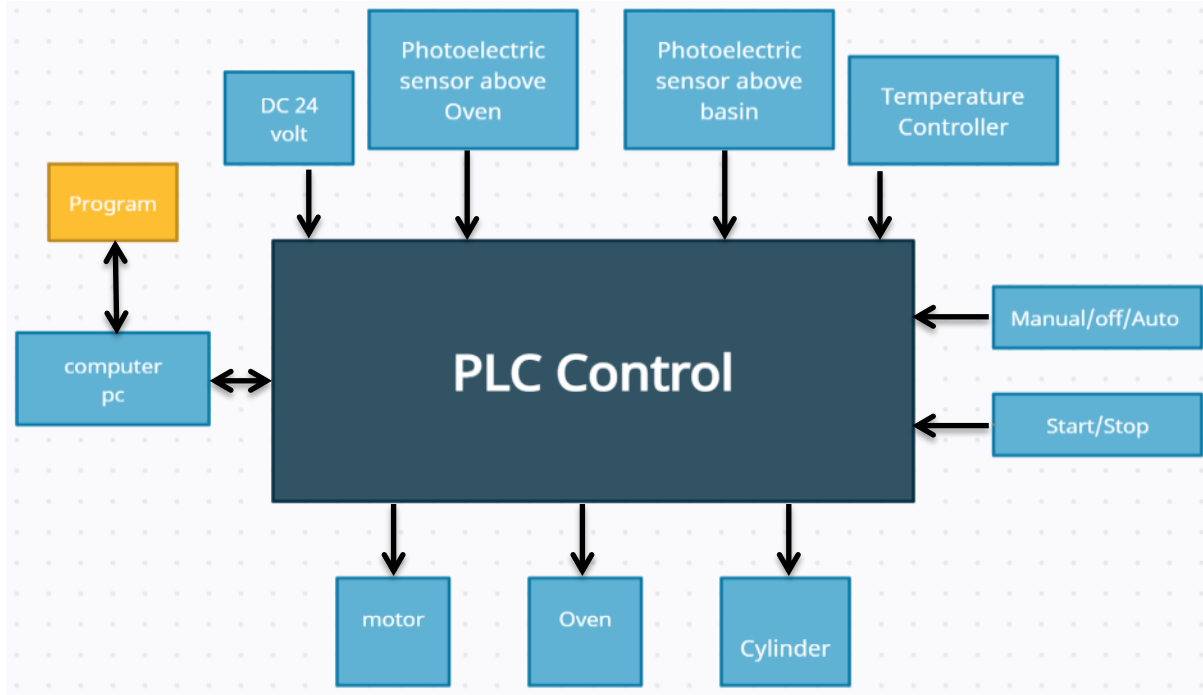 Photoelectric
sensor above
Oven
Photoelectric
sensor above
basin
DC 24
volt
Temperature
Controller
Program
Manual/off/Auto
computer
pc
PLC Control
Start/Stop
motor
Oven
Cylinder